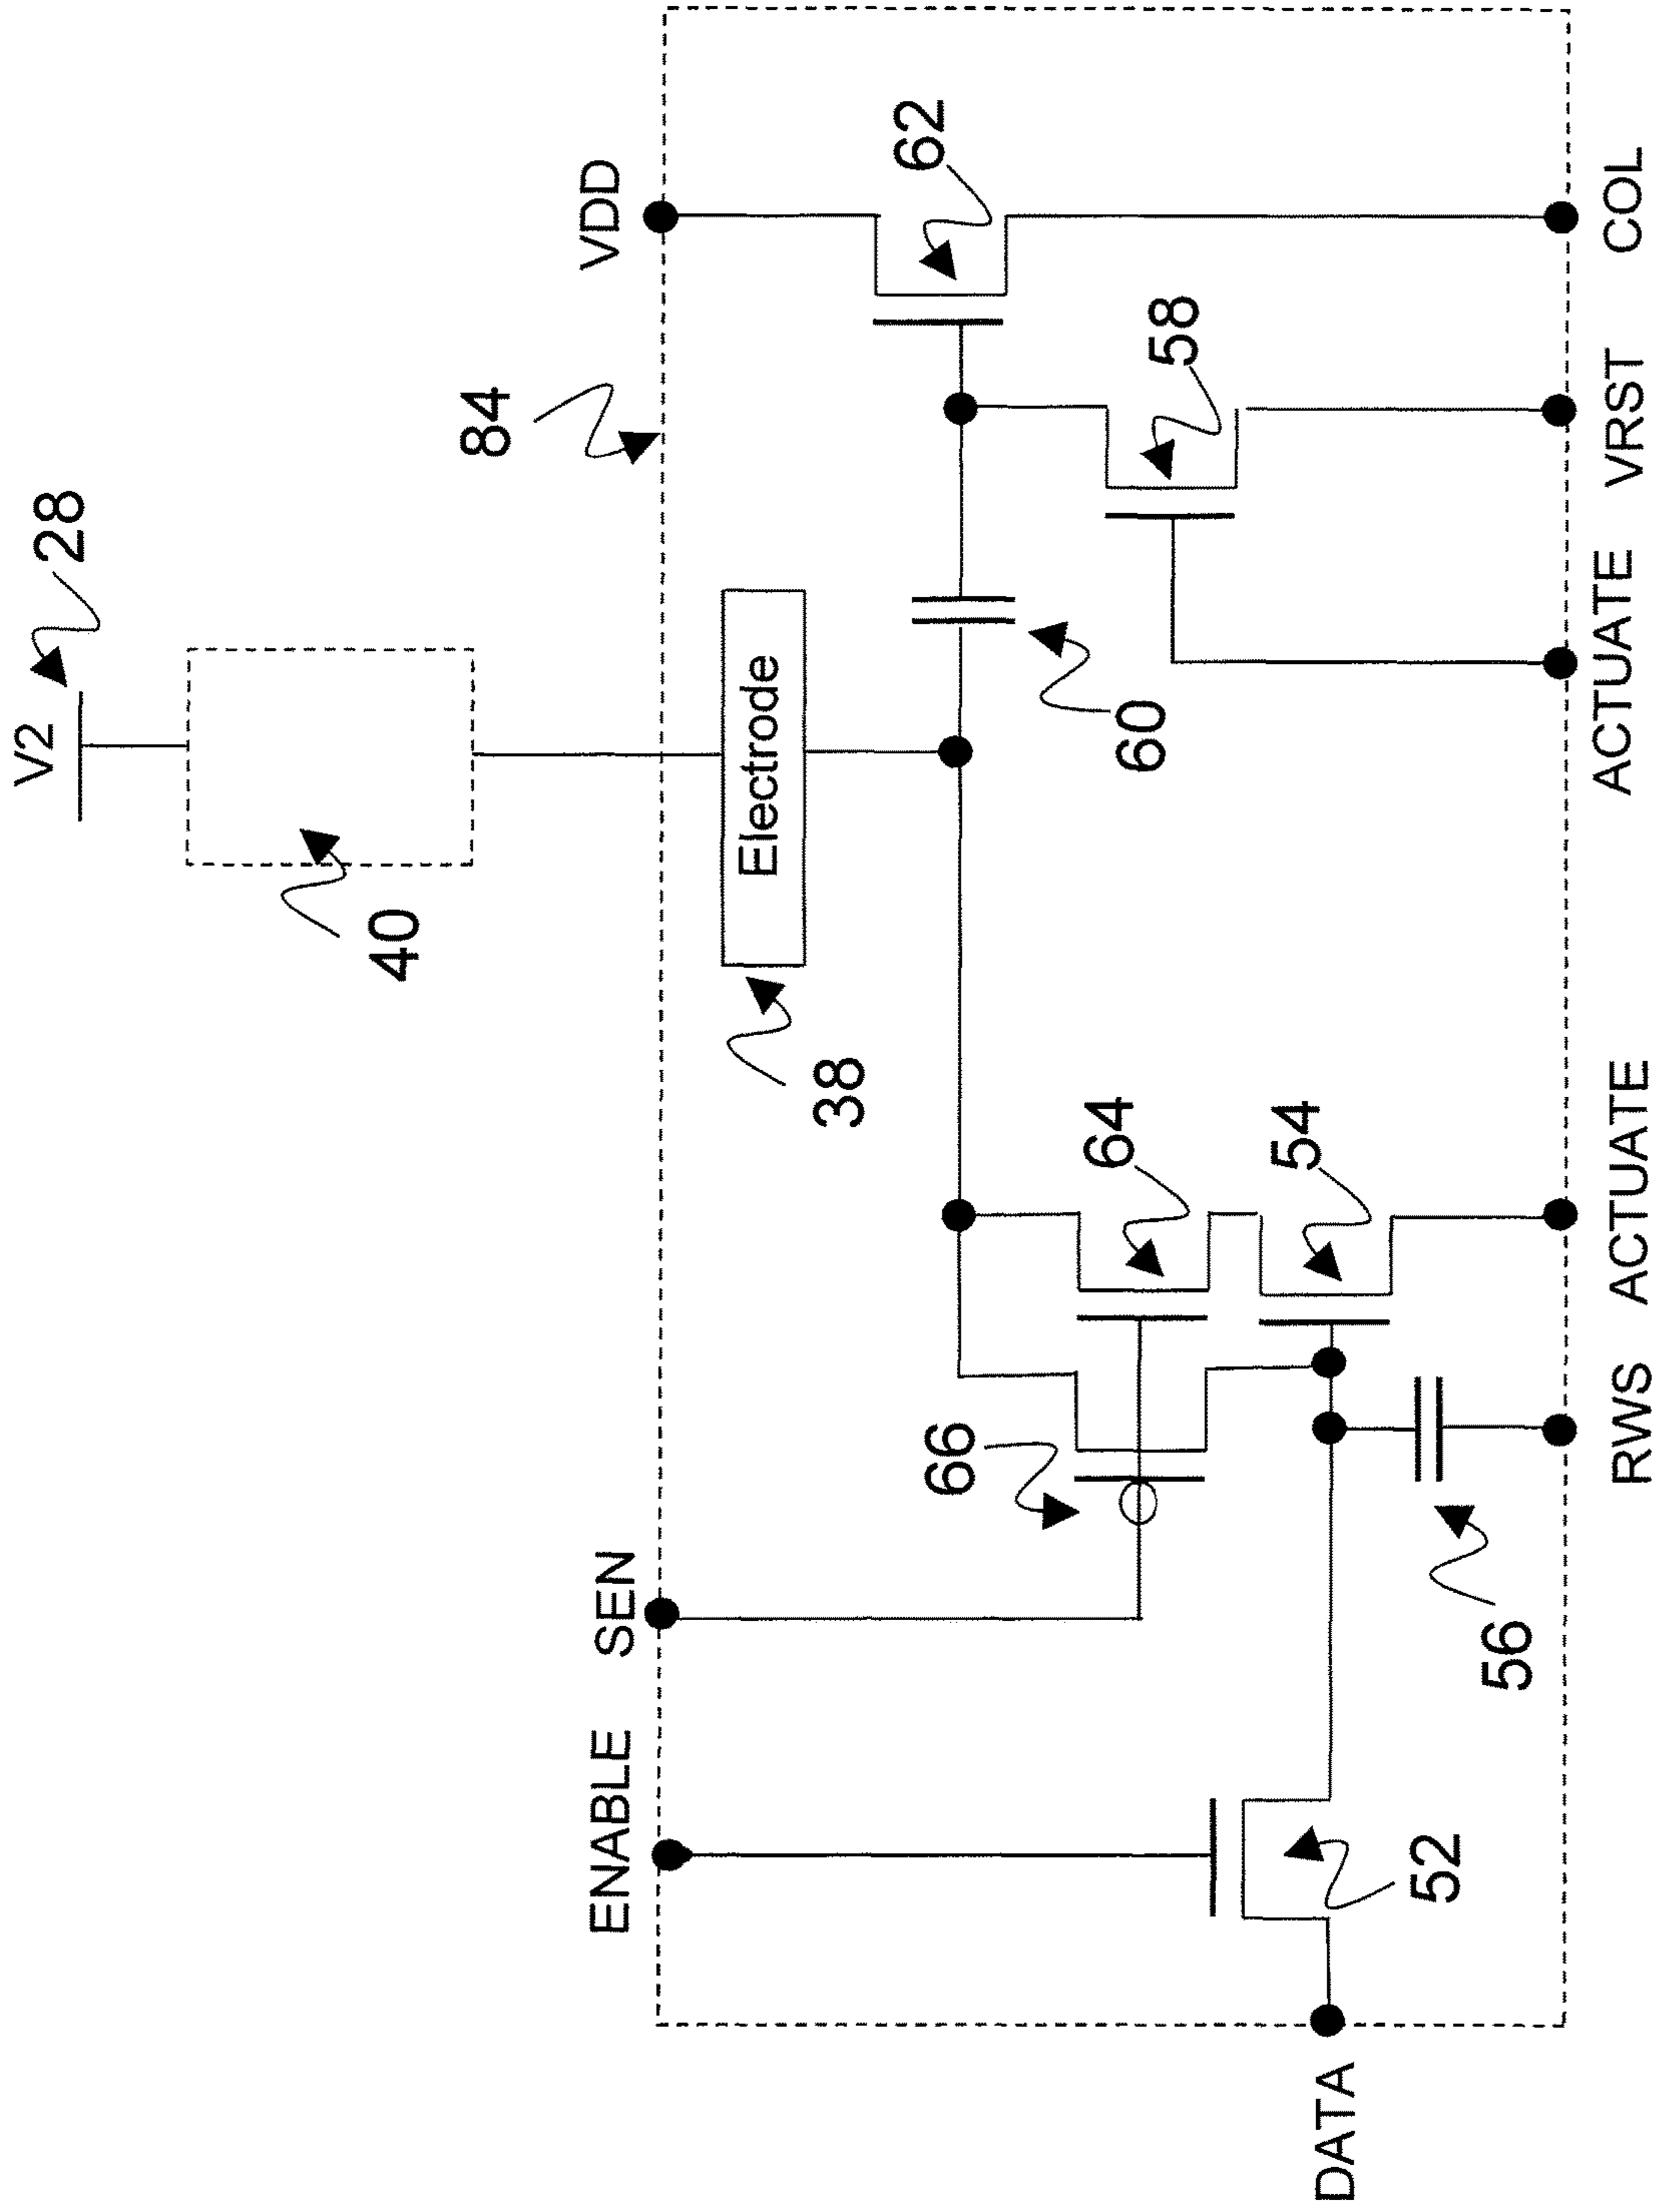 V2
28
40
84
ENABLE
SEN
VDD
38
Electrode
66
64
54
60
62
58
52
56
DATA
RWS
ACTUATE
ACTUATE
VRST
COL